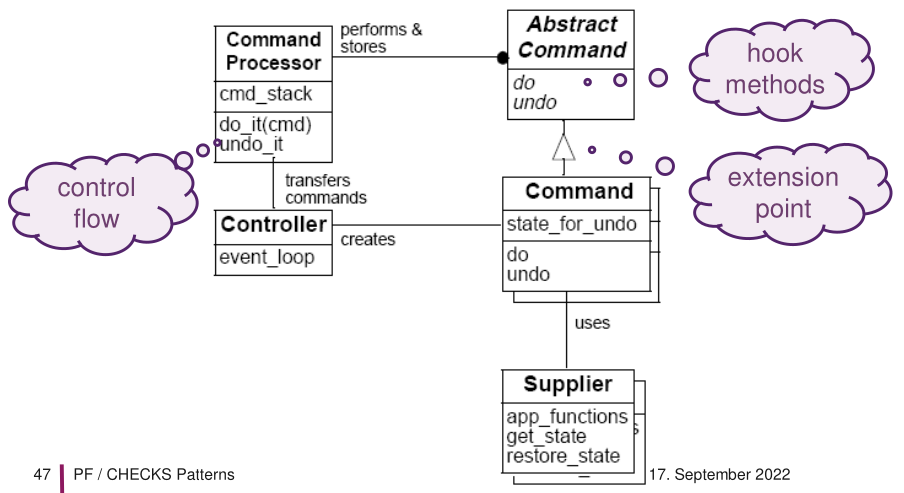 Command
Processor
cmd_stack
do_it(cmd)
undo_it
performs &
stores
Abstract
Command
do
undo
hook
methods
control
flow
transfers
commands
Controller
event_loop
creates
Command
state_for_undo
do
undo
extension
point
uses
Supplier
app_functions
get_state
restore_state
s
47
PF / CHECKS Patterns
17. September 2022